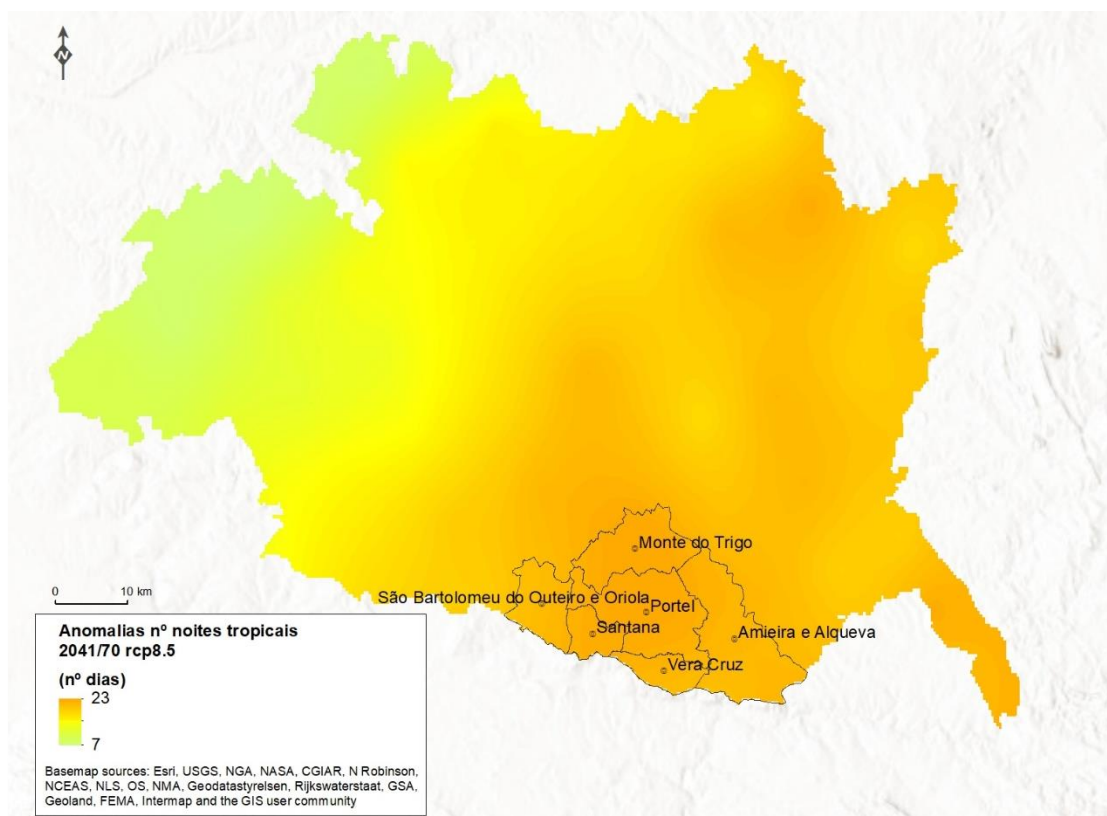 N
Monte do Trigo
São Bartolomeu do Outeiro e Oriola
Portel
Santana
Amieira e Alqueva
Vera Cruz
0 10 km
Anomalias nº noites tropicais
2041/70 rcp8.5
(nº dias)
23
7
Basemap sources: Esri, USGS, NGA, NASA, CGIAR, N Robinson,
NCEAS, NLS, OS, NMA, Geodatastyrelsen, Rijkswaterstaat, GSA,
Geoland, FEMA, Intermap and the GIS user community